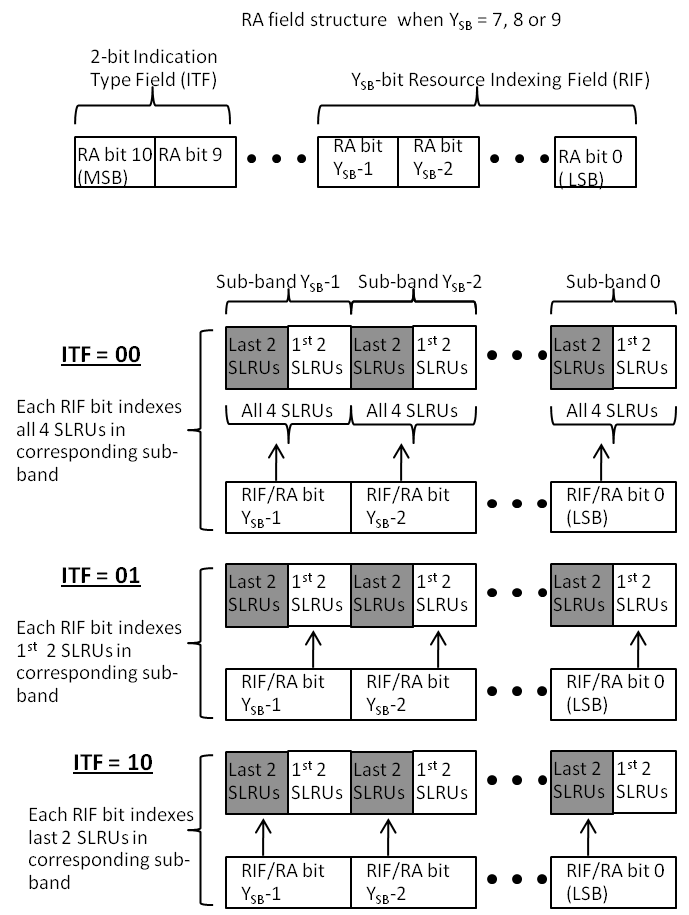 RA field structure when YSB = 7, 8 or 9
2-bit Indication
Type Field (ITF)
YSB-bit Resource Indexing Field (RIF)
RA bit 10
(MSB)
RA bit 9
RA bit
YSB-1
RA bit
YSB-2
RA bit 0
( LSB)
Sub-band YSB-1
Sub-band YSB-2
Sub-band 0
ITF = 00
Each RIF bit indexes
all 4 SLRUs in
corresponding sub-
band
Last 2
SLRUs
1st 2
SLRUs
Last 2
SLRUs
1st 2
SLRUs
Last 2
SLRUs
1st 2
SLRUs
All 4 SLRUs
All 4 SLRUs
All 4 SLRUs
RIF/RA bit
YSB-1
RIF/RA bit
YSB-2
RIF/RA bit 0
(LSB)
ITF = 01
Each RIF bit indexes
1st 2 SLRUs in
corresponding sub-
band
Last 2
SLRUs
1st 2
SLRUs
Last 2
SLRUs
1st 2
SLRUs
Last 2
SLRUs
1st 2
SLRUs
RIF/RA bit
YSB-1
RIF/RA bit
YSB-2
RIF/RA bit 0
(LSB)
ITF = 10
Each RIF bit indexes
last 2 SLRUs in
corresponding sub-
band
Last 2
SLRUs
1st 2
SLRUs
Last 2
SLRUs
1st 2
SLRUs
Last 2
SLRUs
1st 2
SLRUs
RIF/RA bit
YSB-1
RIF/RA bit
YSB-2
RIF/RA bit 0
(LSB)